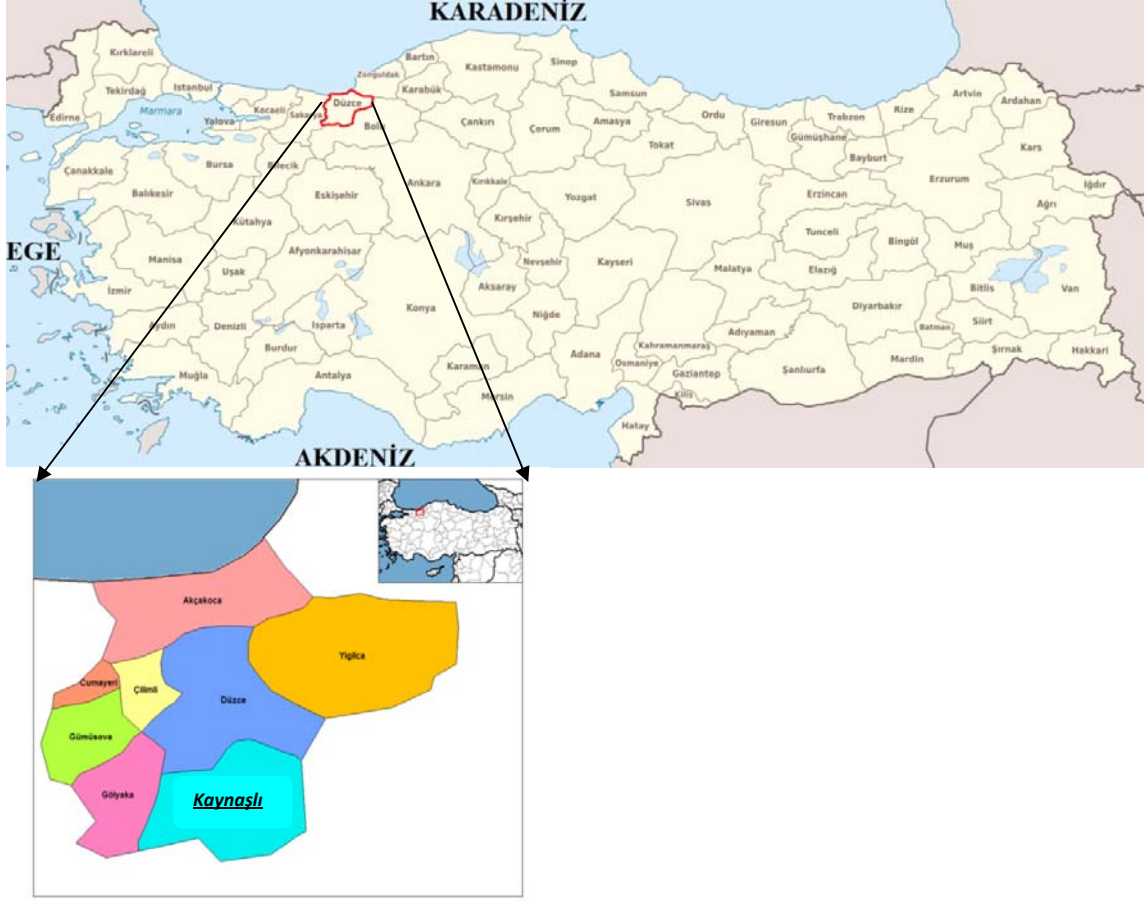 KARADENİZ
Kırklareli
Edirne
Tekirdağ
Istanbul
Marmara
Yalova
Kocaeli
Sakarya
Düzce
Bolu
Zonguldak
Bartın
Karabük
Kastamonu
Sinop
Çankırı
Samsun
Amasya
Çorum
Ordu
Tokat
Giresun
Gümüşhane
Trabzon
Bayburt
Rize
Artvin
Ardahan
Kars
Erzurum
Iğdır
Ağrı
Çanakkale
Balıkesir
Bursa
Bilecik
Eskişehir
Kütahya
Ankara
Kırıkkale
Kırşehir
Yozgat
Sivas
Erzincan
Tunceli
Bingöl
Muş
EGE
Manisa
Uşak
Afyonkarahisar
Nevşehir
Kayseri
Malatya
Elazığ
Bitlis
Van
İzmir
Aydın
Denizli
Isparta
Burdur
Konya
Aksaray
Niğde
Adıyaman
Diyarbakır
Batman
Siirt
Muğla
Antalya
Karaman
Mersin
Adana
Kahramanmaraş
Osmaniye
Gaziantep
Kilis
Şanlıurfa
Mardin
Şırnak
Hakkari
Hatay
AKDENİZ
Akçakoca
Yığılca
Cumayeri
Çilimli
Düzce
Gümüsova
Gölyaka
Kaynaşlı